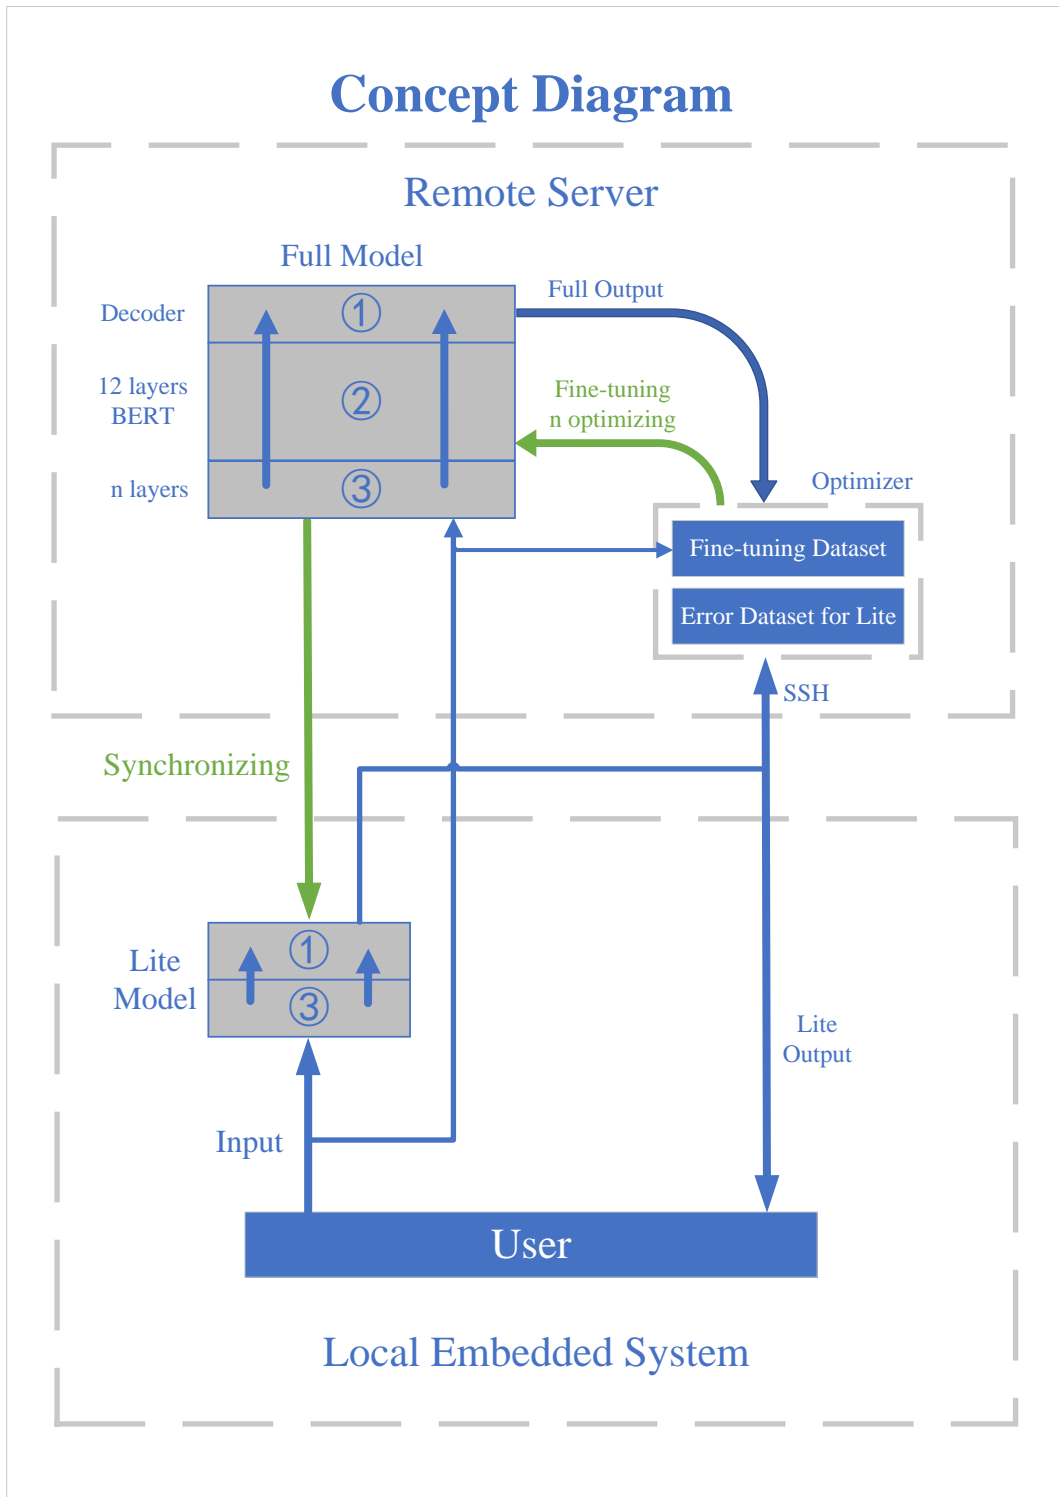 Concept Diagram
Remote Server
Full Model
Decoder
①
Full Output
12 layers
BERT
②
Fine-tuning
n optimizing
n layers
③
Optimizer
Fine-tuning Dataset
Error Dataset for Lite
SSH
Synchronizing
Lite
Model
①
③
Lite
Output
Input
User
Local Embedded System